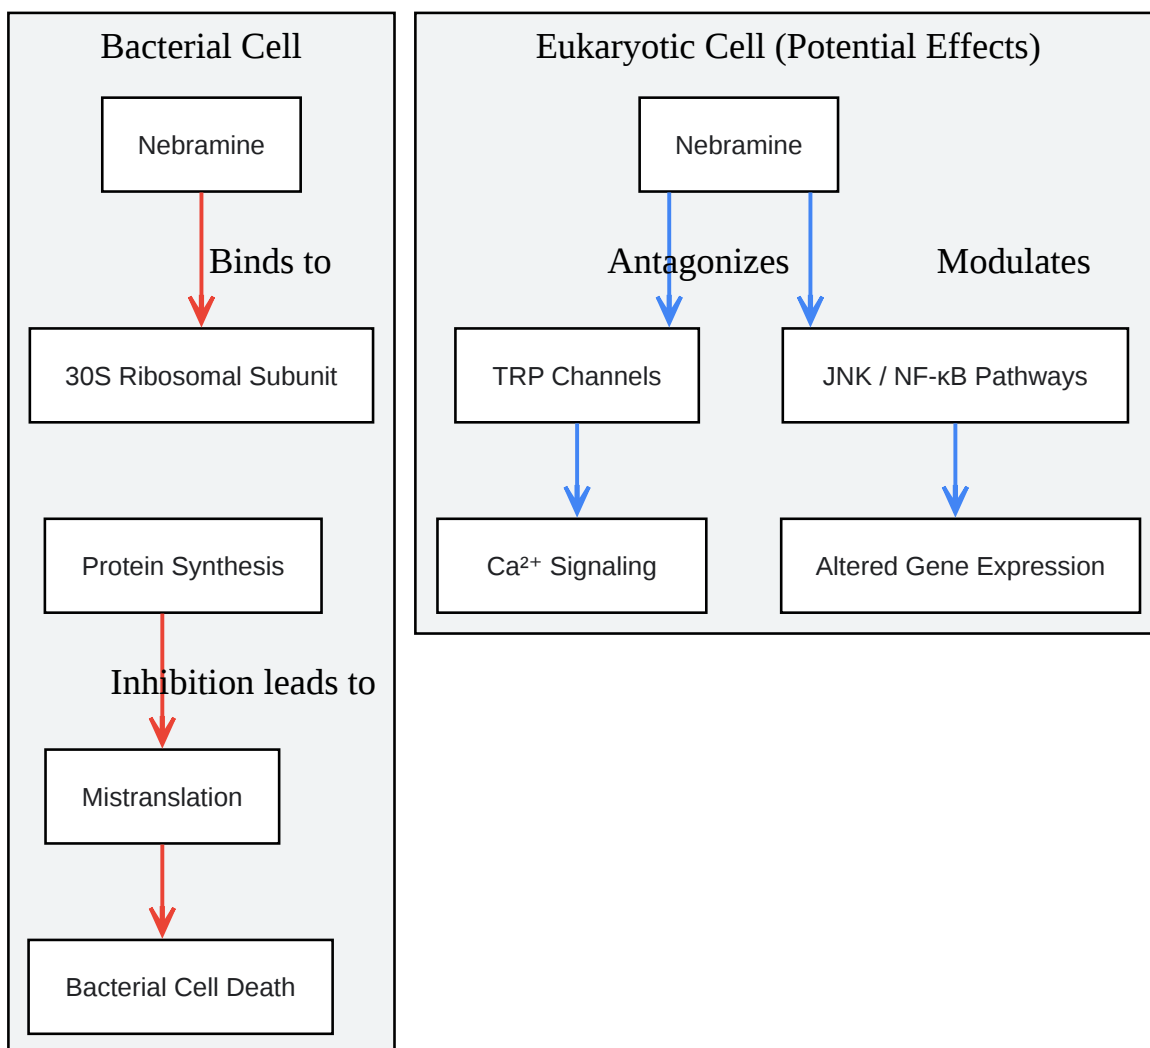 Bacterial Cell
Nebramine
Binds to
30S Ribosomal Subunit
Protein Synthesis
Inhibition leads to
Mistranslation
Bacterial Cell Death
Eukaryotic Cell (Potential Effects)
Nebramine
Antagonizes
Modulates
TRP Channels
JNK / NF-κB Pathways
Ca²⁺ Signaling
Altered Gene Expression